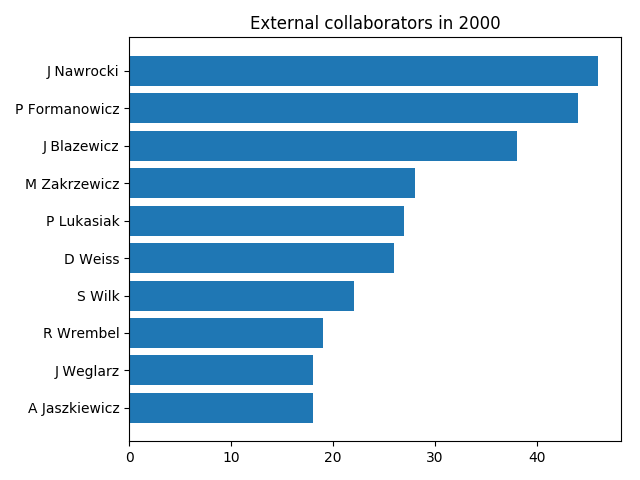 External collaborators in 2000
J Nawrocki
P Formanowicz
J Blazewicz
M Zakrzewicz
P Lukasiak
D Weiss
S Wilk
R Wrembel
J Weglarz
A Jaszkiewicz
0 10 20 30 40